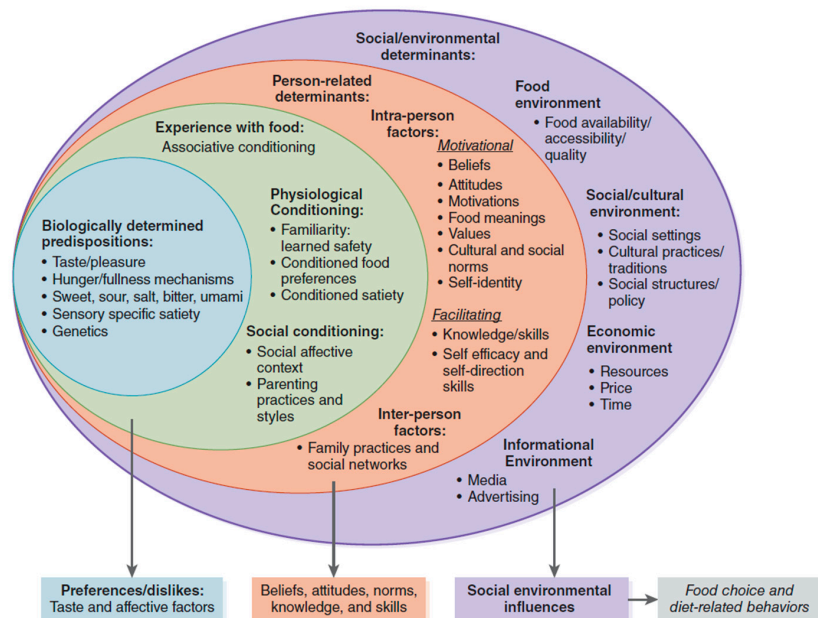 Social/environmental
determinants:
Person-related
determinants:
Experience with food:
Associative conditioning
Biologically determined
predispositions:
• Taste/pleasure
• Hunger/fullness mechanisms
• Sweet, sour, salt, bitter, umami
• Sensory specific satiety
• Genetics
Physiological
Conditioning:
• Familiarity:
learned safety
• Conditioned food
preferences
• Conditioned satiety
Social conditioning:
• Social affective
context
• Parenting
practices and
styles
Intra-person
factors:
Motivational
• Beliefs
• Attitudes
• Motivations
• Food meanings
• Values
• Cultural and social
norms
• Self-identity
Facilitating
• Knowledge/skills
• Self efficacy and
self-direction
skills
Inter-person
factors:
• Family practices and
social networks
Food
environment
• Food availability/
accessibility/
quality
Social/cultural
environment:
• Social settings
• Cultural practices/
traditions
• Social structures/
policy
Economic
environment
• Resources
• Price
• Time
Informational
Environment
• Media
• Advertising
Preferences/dislikes:
Taste and affective factors
Beliefs, attitudes, norms,
knowledge, and skills
Social environmental
influences
Food choice and
diet-related behaviors